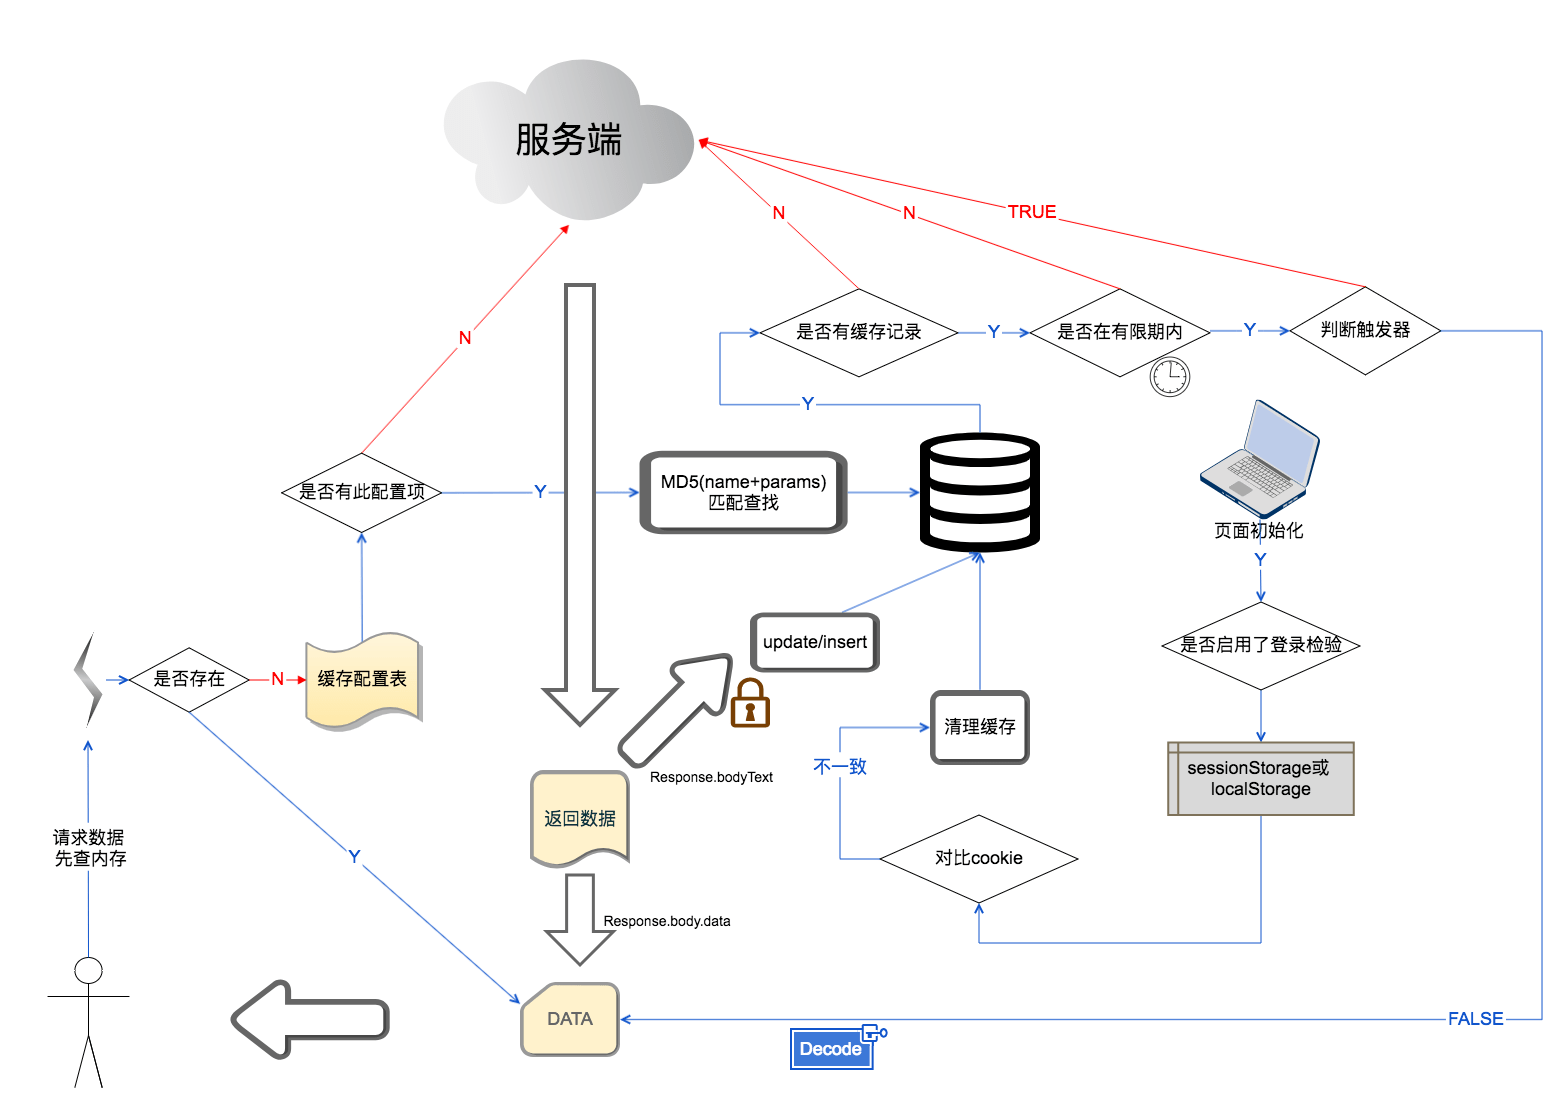 服务端
N
N
TRUE
N
是否有缓存记录
Y
是否在有限期内
Y
判断触发器
Y
是否有此配置项
Y
MD5(name+params)
匹配查找
页面初始化
Y
update/insert
是否启用了登录检验
是否存在
N
缓存配置表
清理缓存
不一致
Response.bodyText
sessionStorage或
localStorage
返回数据
请求数据
先查内存
Y
对比cookie
Response.body.data
DATA
FALSE
Decode